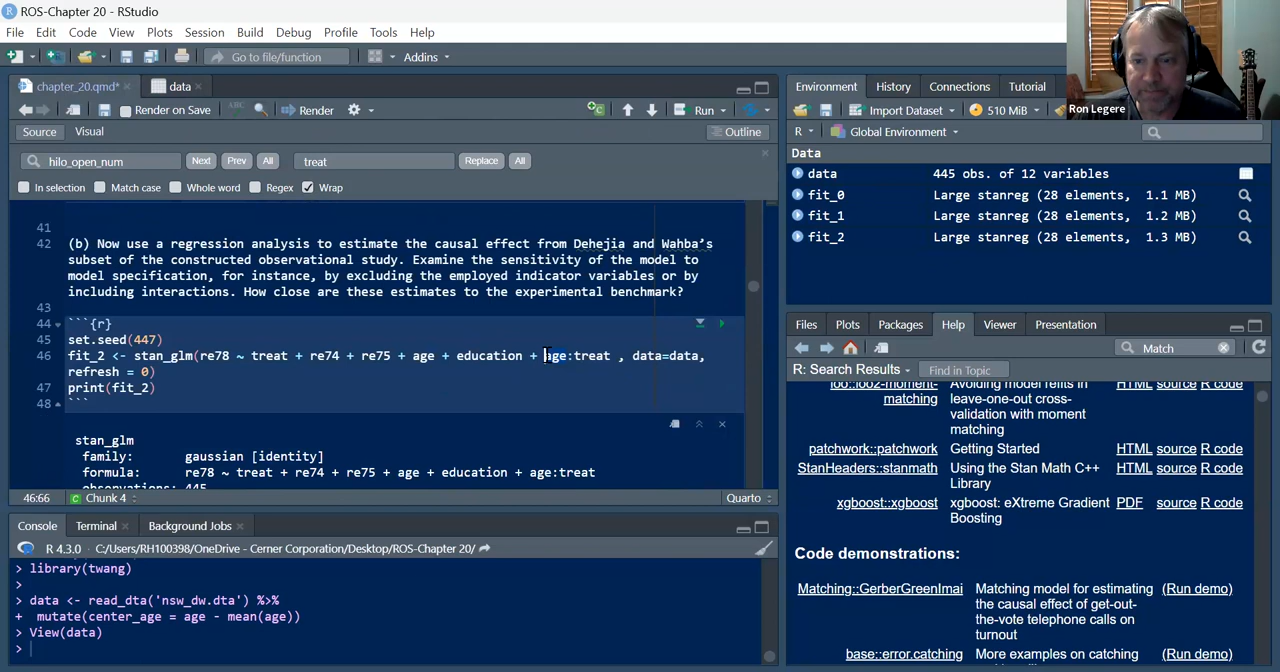 ROS-Chapter 20 - RStudio
File Edit Code View Plots Session Build Debug Profile Tools Help
Go to file/function Addins
chapter_20.qmd* data
Render on Save Render Run
Source Visual Outline
hilo_open_num Next Prev All treat Replace All
In selection Match case Whole word Regex Wrap
41
42 (b) Now use a regression analysis to estimate the causal effect from Dehejia and Wahba's
subset of the constructed observational study. Examine the sensitivity of the model to
model specification, for instance, by excluding the employed indicator variables or by
including interactions. How close are these estimates to the experimental benchmark?
43
44 ```{r}
45 set.seed(447)
46 fit_2 <- stan_glm(re78 ~ treat + re74 + re75 + age + education + age:treat , data=data,
refresh = 0)
47 print(fit_2)
48 ```
stan_glm
family: gaussian [identity]
formula: re78 ~ treat + re74 + re75 + age + education + age:treat
observations: 445
46:66 Chunk 4 Quarto
Console Terminal Background Jobs
R 4.3.0 · C:/Users/RH100398/OneDrive - Cerner Corporation/Desktop/ROS-Chapter 20/
> library(twang)
>
> data <- read_dta('nsw_dw.dta') %>%
+ mutate(center_age = age - mean(age))
> View(data)
>
Ron Legere
Environment History Connections Tutorial
Import Dataset 510 MiB
R Global Environment
Data
data 445 obs. of 12 variables
fit_0 Large stanreg (28 elements, 1.1 MB)
fit_1 Large stanreg (28 elements, 1.2 MB)
fit_2 Large stanreg (28 elements, 1.3 MB)
Files Plots Packages Help Viewer Presentation
Match
R: Search Results Find in Topic
loo::loo2-moment-matching Avoiding model refits in leave-one-out cross-validation with moment matching HTML source R code
patchwork::patchwork Getting Started HTML source R code
StanHeaders::stanmath Using the Stan Math C++ Library HTML source R code
xgboost::xgboost xgboost: eXtreme Gradient Boosting PDF source R code
Code demonstrations:
Matching::GerberGreenImai Matching model for estimating the causal effect of get-out-the-vote telephone calls on turnout (Run demo)
base::error.catching More examples on catching (Run demo)